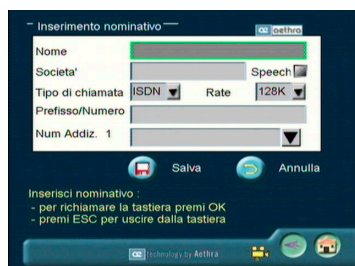 Inserimento nominativo
aethra
Nome
Societa' Speech
Tipo di chiamata ISDN Rate 128K
Prefisso/Numero
Num Addiz. 1
Salva Annulla
Inserisci nominativo :
- per richiamare la tastiera premi OK
- premi ESC per uscire dalla tastiera
technology by Aethra